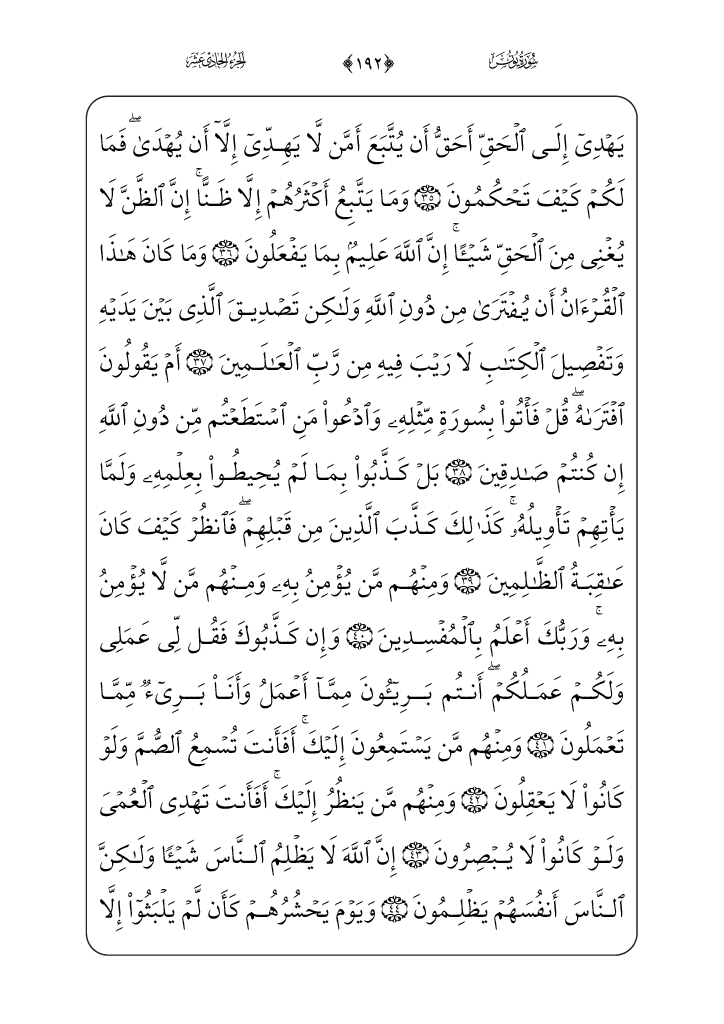 سُورَةُ يُونُسَ ﴿١٩٢﴾ الجُزْءُ الحَادِي عَشَرَ
يَهْدِيٓ إِلَى ٱلْحَقِّ أَحَقُّ أَن يُتَّبَعَ أَمَّن لَّا يَهِدِّيٓ إِلَّآ أَن يُهْدَىٰۖ فَمَا
لَكُمْ كَيْفَ تَحْكُمُونَ ٣٥ وَمَا يَتَّبِعُ أَكْثَرُهُمْ إِلَّا ظَنًّاۚ إِنَّ ٱلظَّنَّ لَا
يُغْنِي مِنَ ٱلْحَقِّ شَيْـًٔاۚ إِنَّ ٱللَّهَ عَلِيمٌۢ بِمَا يَفْعَلُونَ ٣٦ وَمَا كَانَ هَٰذَا
ٱلْقُرْءَانُ أَن يُفْتَرَىٰ مِن دُونِ ٱللَّهِ وَلَٰكِن تَصْدِيقَ ٱلَّذِي بَيْنَ يَدَيْهِ
وَتَفْصِيلَ ٱلْكِتَٰبِ لَا رَيْبَ فِيهِ مِن رَّبِّ ٱلْعَٰلَمِينَ ٣٧ أَمْ يَقُولُونَ
ٱفْتَرَىٰهُۖ قُلْ فَأْتُوا۟ بِسُورَةٍ مِّثْلِهِۦ وَٱدْعُوا۟ مَنِ ٱسْتَطَعْتُم مِّن دُونِ ٱللَّهِ
إِن كُنتُمْ صَٰدِقِينَ ٣٨ بَلْ كَذَّبُوا۟ بِمَا لَمْ يُحِيطُوا۟ بِعِلْمِهِۦ وَلَمَّا
يَأْتِهِمْ تَأْوِيلُهُۥۚ كَذَٰلِكَ كَذَّبَ ٱلَّذِينَ مِن قَبْلِهِمْۖ فَٱنظُرْ كَيْفَ كَانَ
عَٰقِبَةُ ٱلظَّٰلِمِينَ ٣٩ وَمِنْهُم مَّن يُؤْمِنُ بِهِۦ وَمِنْهُم مَّن لَّا يُؤْمِنُ
بِهِۦۚ وَرَبُّكَ أَعْلَمُ بِٱلْمُفْسِدِينَ ٤٠ وَإِن كَذَّبُوكَ فَقُل لِّي عَمَلِي
وَلَكُمْ عَمَلُكُمْۖ أَنتُم بَرِيٓـُٔونَ مِمَّآ أَعْمَلُ وَأَنَا۠ بَرِيٓءٌ مِّمَّا
تَعْمَلُونَ ٤١ وَمِنْهُم مَّن يَسْتَمِعُونَ إِلَيْكَۚ أَفَأَنتَ تُسْمِعُ ٱلصُّمَّ وَلَوْ
كَانُوا۟ لَا يَعْقِلُونَ ٤٢ وَمِنْهُم مَّن يَنظُرُ إِلَيْكَۚ أَفَأَنتَ تَهْدِي ٱلْعُمْيَ
وَلَوْ كَانُوا۟ لَا يُبْصِرُونَ ٤٣ إِنَّ ٱللَّهَ لَا يَظْلِمُ ٱلنَّاسَ شَيْـًٔا وَلَٰكِنَّ
ٱلنَّاسَ أَنفُسَهُمْ يَظْلِمُونَ ٤٤ وَيَوْمَ يَحْشُرُهُمْ كَأَن لَّمْ يَلْبَثُوٓا۟ إِلَّا